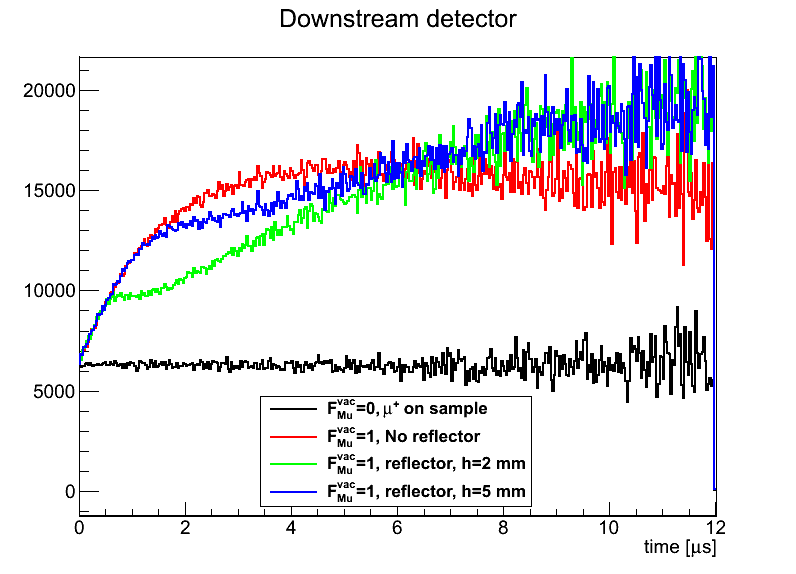 Downstream detector
20000
15000
10000
5000
0
F^vac_Mu=0, μ⁺ on sample
F^vac_Mu=1, No reflector
F^vac_Mu=1, reflector, h=2 mm
F^vac_Mu=1, reflector, h=5 mm
0 2 4 6 8 10 12
time [μs]